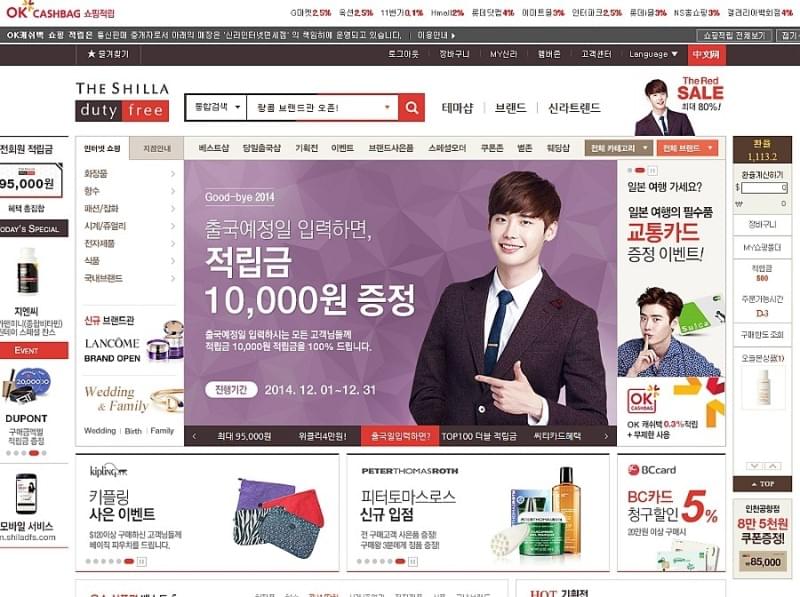 OK CASHBAG 쇼핑적립
G마켓2.5% 옥션2.5% 11번가0.1% Hmall2% 롯데닷컴4% 이마트몰3% 인터파크2.5% 롯데i몰3% NS홈쇼핑3% 갤러리아백화점4%
OK캐쉬백 쇼핑 적립은 통신판매 중개자로서 아래의 매장은 '신라인터넷면세점' 의 책임하에 운영되고 있습니다. 이용안내
쇼핑적립 전체보기
접기
★ 즐겨찾기
로그아웃 장바구니 MY신라 멤버존 고객센터 Language ▼ 中文网
THE SHILLA
duty free
통합검색
랑콤 브랜드관 오픈!
테마샵 브랜드 신라트렌드
The Red
SALE
최대 80%!
인터넷 쇼핑
지점안내
베스트샵 당일출국샵 기획전 이벤트 브랜드사은품 스페셜오더 쿠폰존 별존 웨딩샵
전체 카테고리 ▼
전체 브랜드 ▼
전회원 적립금
95,000원
혜택 총집합
TODAY'S SPECIAL
지엔씨
EVENT
20,000
DUPONT
구매금액별
적립금 증정
모바일 서비스
m.shiladfs.com
화장품
향수
패션/잡화
시계/쥬얼리
전자제품
식품
국내브랜드
신규 브랜드관
LANCÔME
BRAND OPEN
Wedding
& Family
Wedding | Birth | Family
Good-bye 2014
출국예정일 입력하면,
적립금
10,000원 증정
출국예정일 입력하시는 모든 고객님들께
적립금 10,000원 적립금을 100% 드립니다.
진행기간
2014. 12. 01~12. 31
최대 95,000원
위클리4만원!
출국일입력하면?
TOP100 더블 적립금
씨티카드혜택
일본 여행 가세요?
일본 여행의 필수품
교통카드
증정 이벤트!
Suica
OK
CASHBAG
OK 캐쉬백 0.3%적립
+ 무제한 사용
환율
1,113.2
환율계산하기
$ 0
₩ 0
장바구니
MY쇼핑몰더
적립금
500
주문가능시간
D-3
구매한도 조회
오늘본상품(1)
▲ TOP
인천공항점
8만 5천원
쿠폰증정!
85,000
kipling
키플링
사은 이벤트
$120이상 구매하신 고객님들께
베이직 파우치를 드립니다.
PETERTHOMASROTH
피터토마스로스
신규 입점
전 구매고객 사은품 증정!
구매왕 3분에게 정품 증정!
BCcard
BC카드
청구할인 5%
20만원 이상 구매시
HOT 기획전